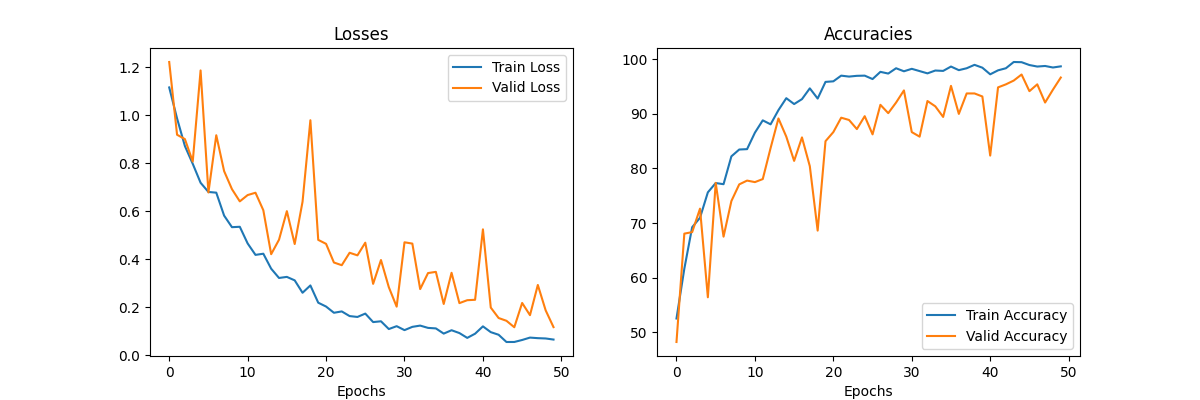 Losses
1.2
1.0
0.8
0.6
0.4
0.2
0.0
0 10 20 30 40 50
Epochs
Train Loss
Valid Loss
Accuracies
100
90
80
70
60
50
0 10 20 30 40 50
Epochs
Train Accuracy
Valid Accuracy